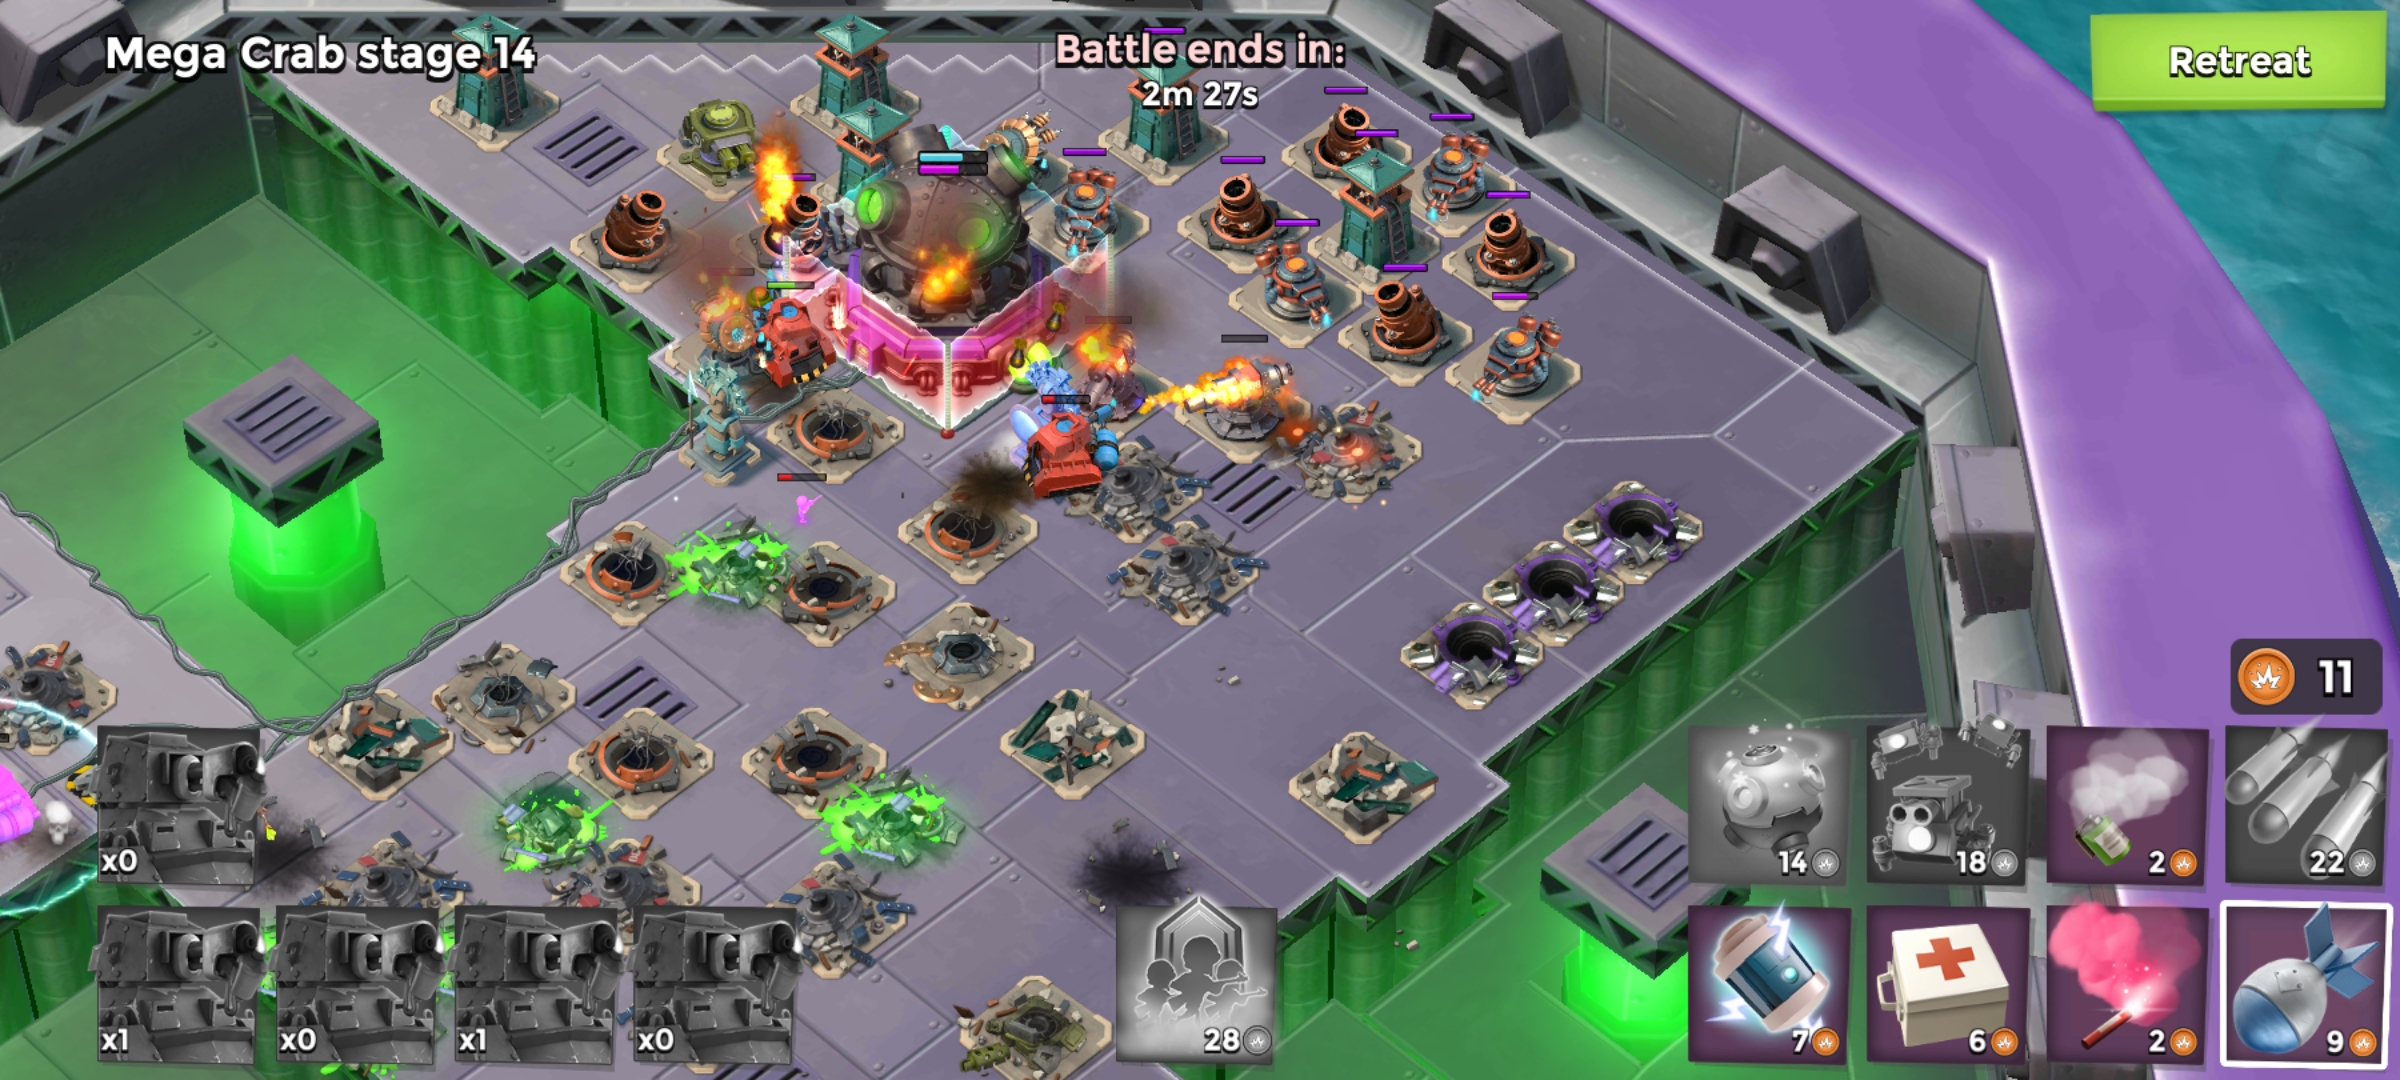 Mega Crab stage 14
Battle ends in:
2m 27s
Retreat
11
14
18
2
22
x0
x1
x0
x1
x0
28
7
6
2
9